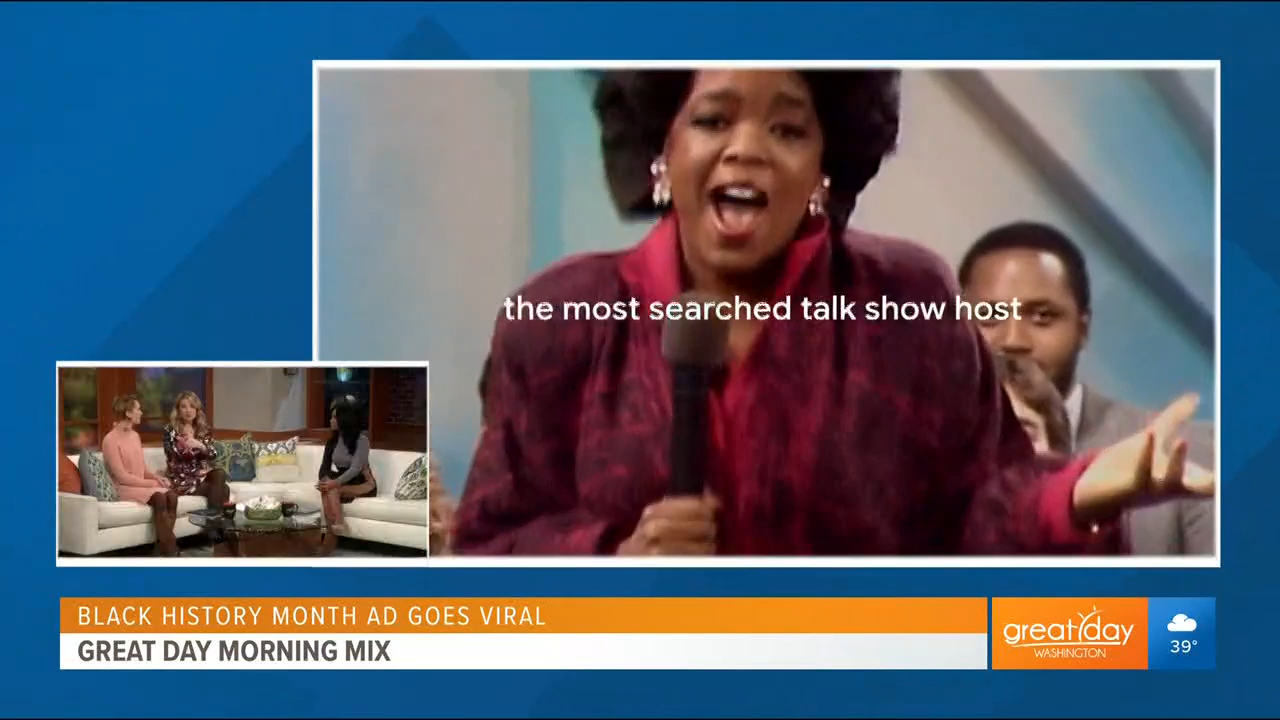 the most searched talk show host
BLACK HISTORY MONTH AD GOES VIRAL
GREAT DAY MORNING MIX
great day
WASHINGTON
39°